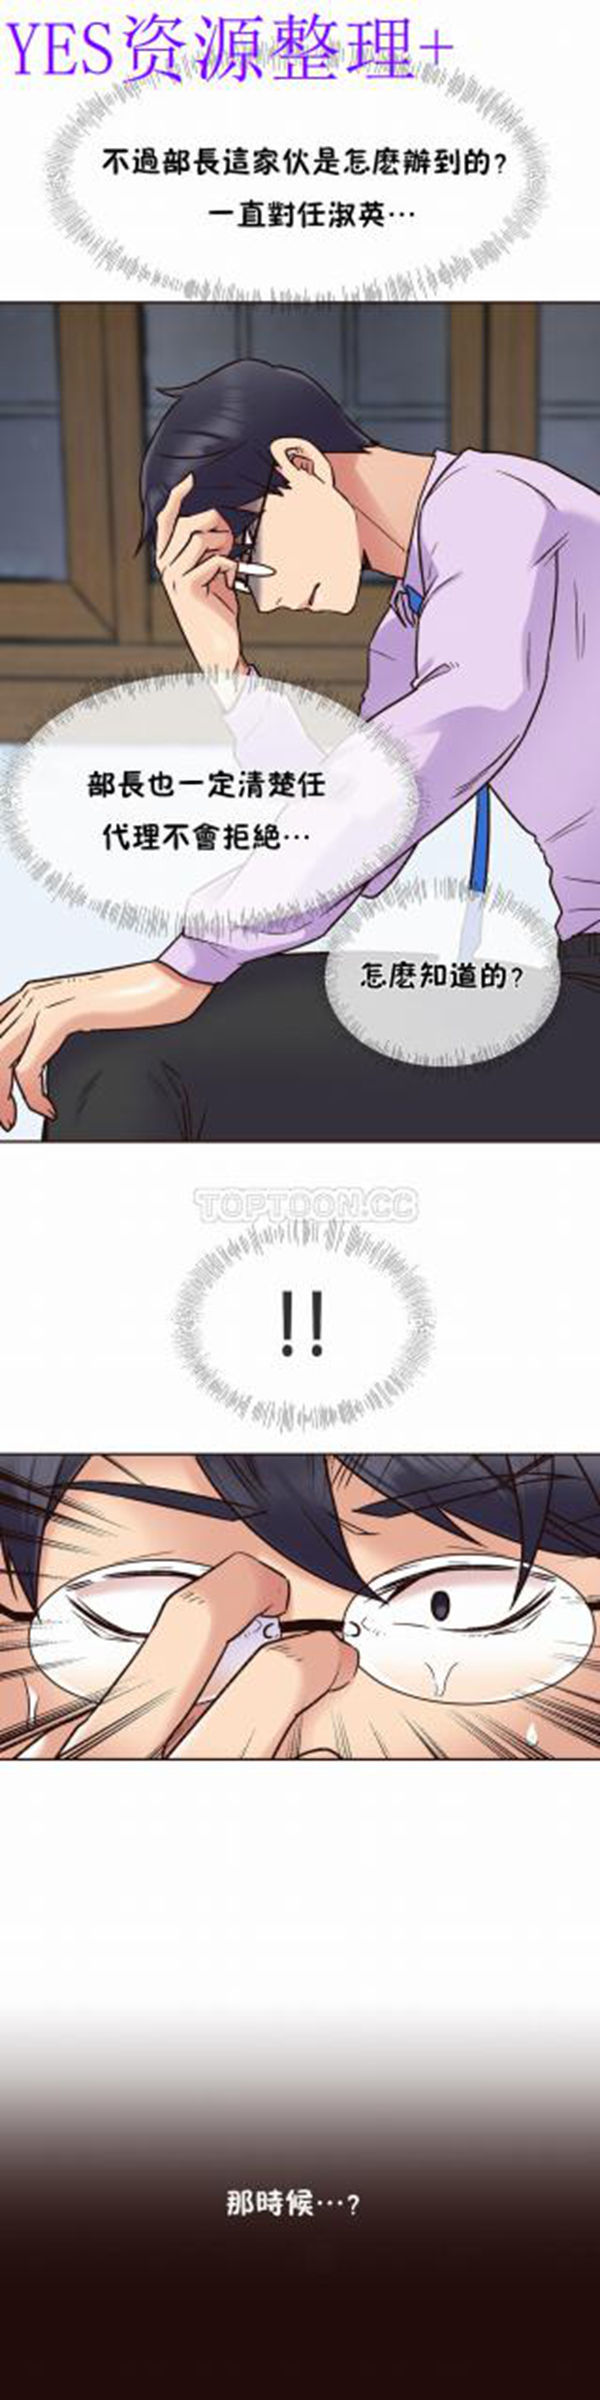 YES资源整理+
不過部長這家伙是怎麽辦到的?
一直對任淑英…
部長也一定清楚任
代理不會拒絕…
怎麽知道的?
TOPTOON.CC
!!
那時候…?